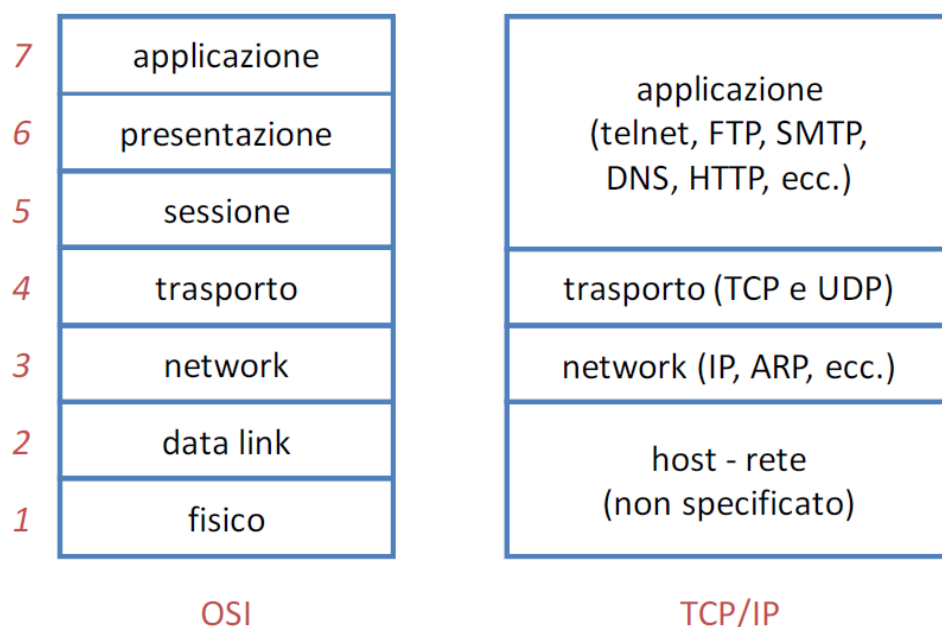 7
applicazione
6
presentazione
5
sessione
4
trasporto
3
network
2
data link
1
fisico
OSI
applicazione
(telnet, FTP, SMTP,
DNS, HTTP, ecc.)
trasporto (TCP e UDP)
network (IP, ARP, ecc.)
host - rete
(non specificato)
TCP/IP